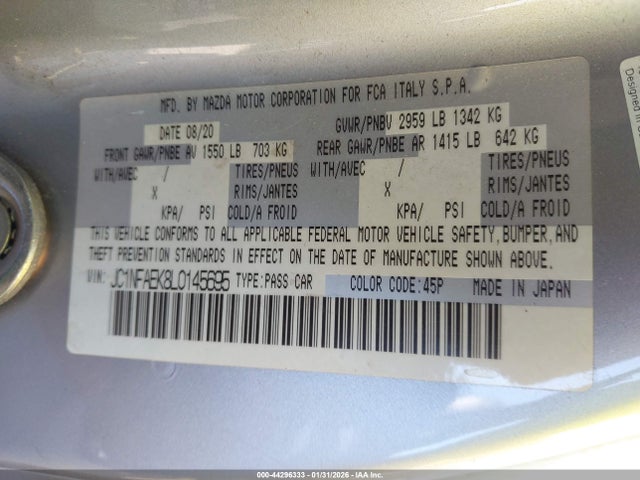 MFD. BY MAZDA MOTOR CORPORATION FOR FCA ITALY S.P.A.
DATE 08/20 GVWR/PNBV 2959 LB 1342 KG
FRONT GAWR/PNBE AV 1550 LB 703 KG REAR GAWR/PNBE AR 1415 LB 642 KG
WITH/AVEC / TIRES/PNEUS WITH/AVEC / TIRES/PNEUS
X RIMS/JANTES X RIMS/JANTES
KPA/ PSI COLD/A FROID KPA/ PSI COLD/A FROID
THIS VEHICLE CONFORMS TO ALL APPLICABLE FEDERAL MOTOR VEHICLE SAFETY, BUMPER, AND
THEFT PREVENTION STANDARDS IN EFFECT ON THE DATE OF MANUFACTURE SHOWN ABOVE.
VIN: JC1NFAEK8L0145695 TYPE:PASS CAR COLOR CODE:45P MADE IN JAPAN
Designed in
000-44296333 - 01/31/2026 - IAAI.COM